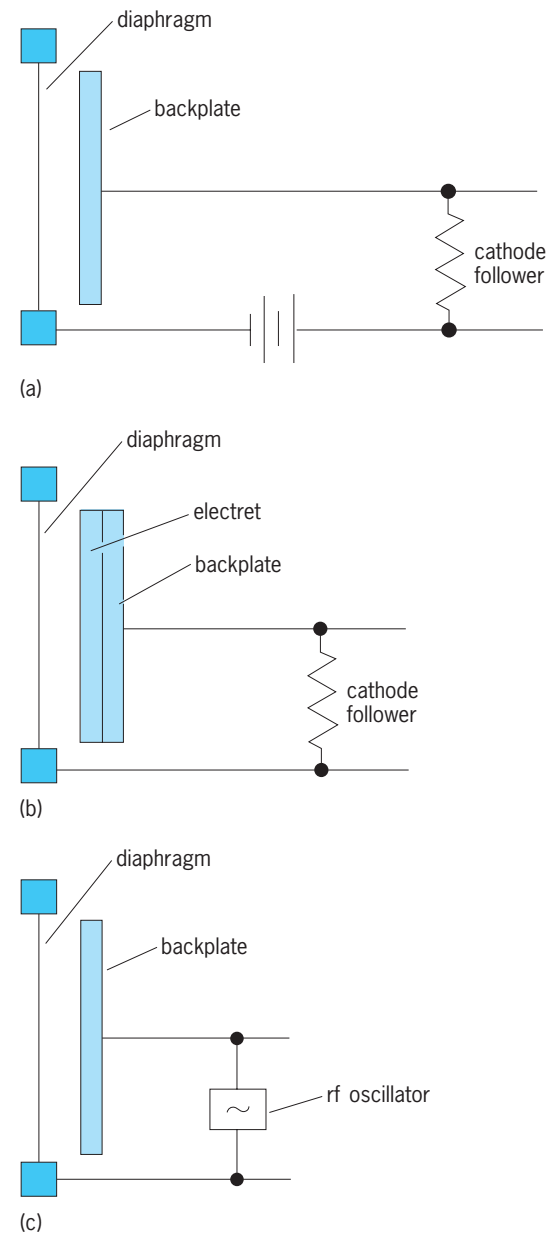 diaphragm
backplate
cathode
follower
(a)
diaphragm
electret
backplate
cathode
follower
(b)
diaphragm
backplate
rf oscillator
(c)